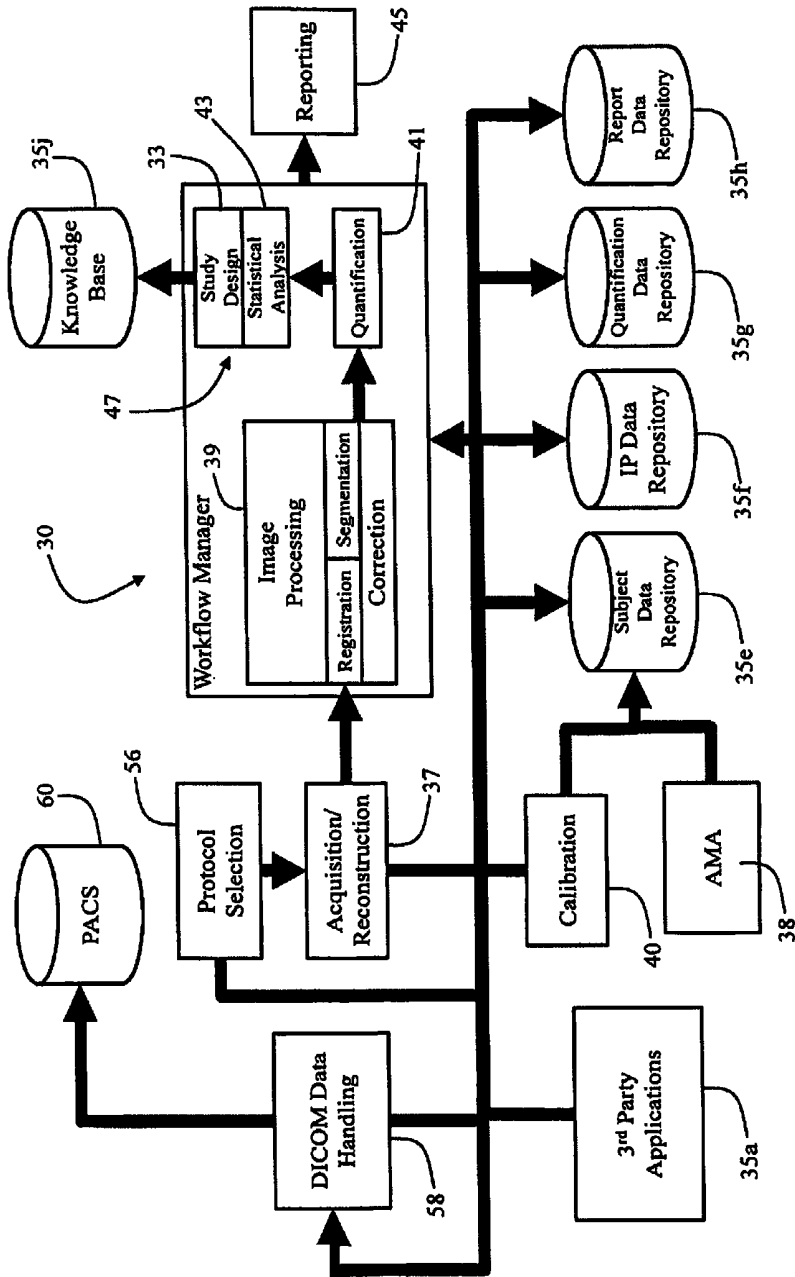 30
60
PACS
56
Protocol
Selection
DICOM Data
Handling
58
Acquisition/
Reconstruction
37
Workflow Manager
39
Image
Processing
Registration
Segmentation
Correction
47
33
Study
Design
Statistical
Analysis
43
Quantification
41
35j
Knowledge
Base
Reporting
45
3rd Party
Applications
35a
Calibration
40
AMA
38
Subject
Data
Repository
35e
IP Data
Repository
35f
Quantification
Data
Repository
35g
Report
Data
Repository
35h